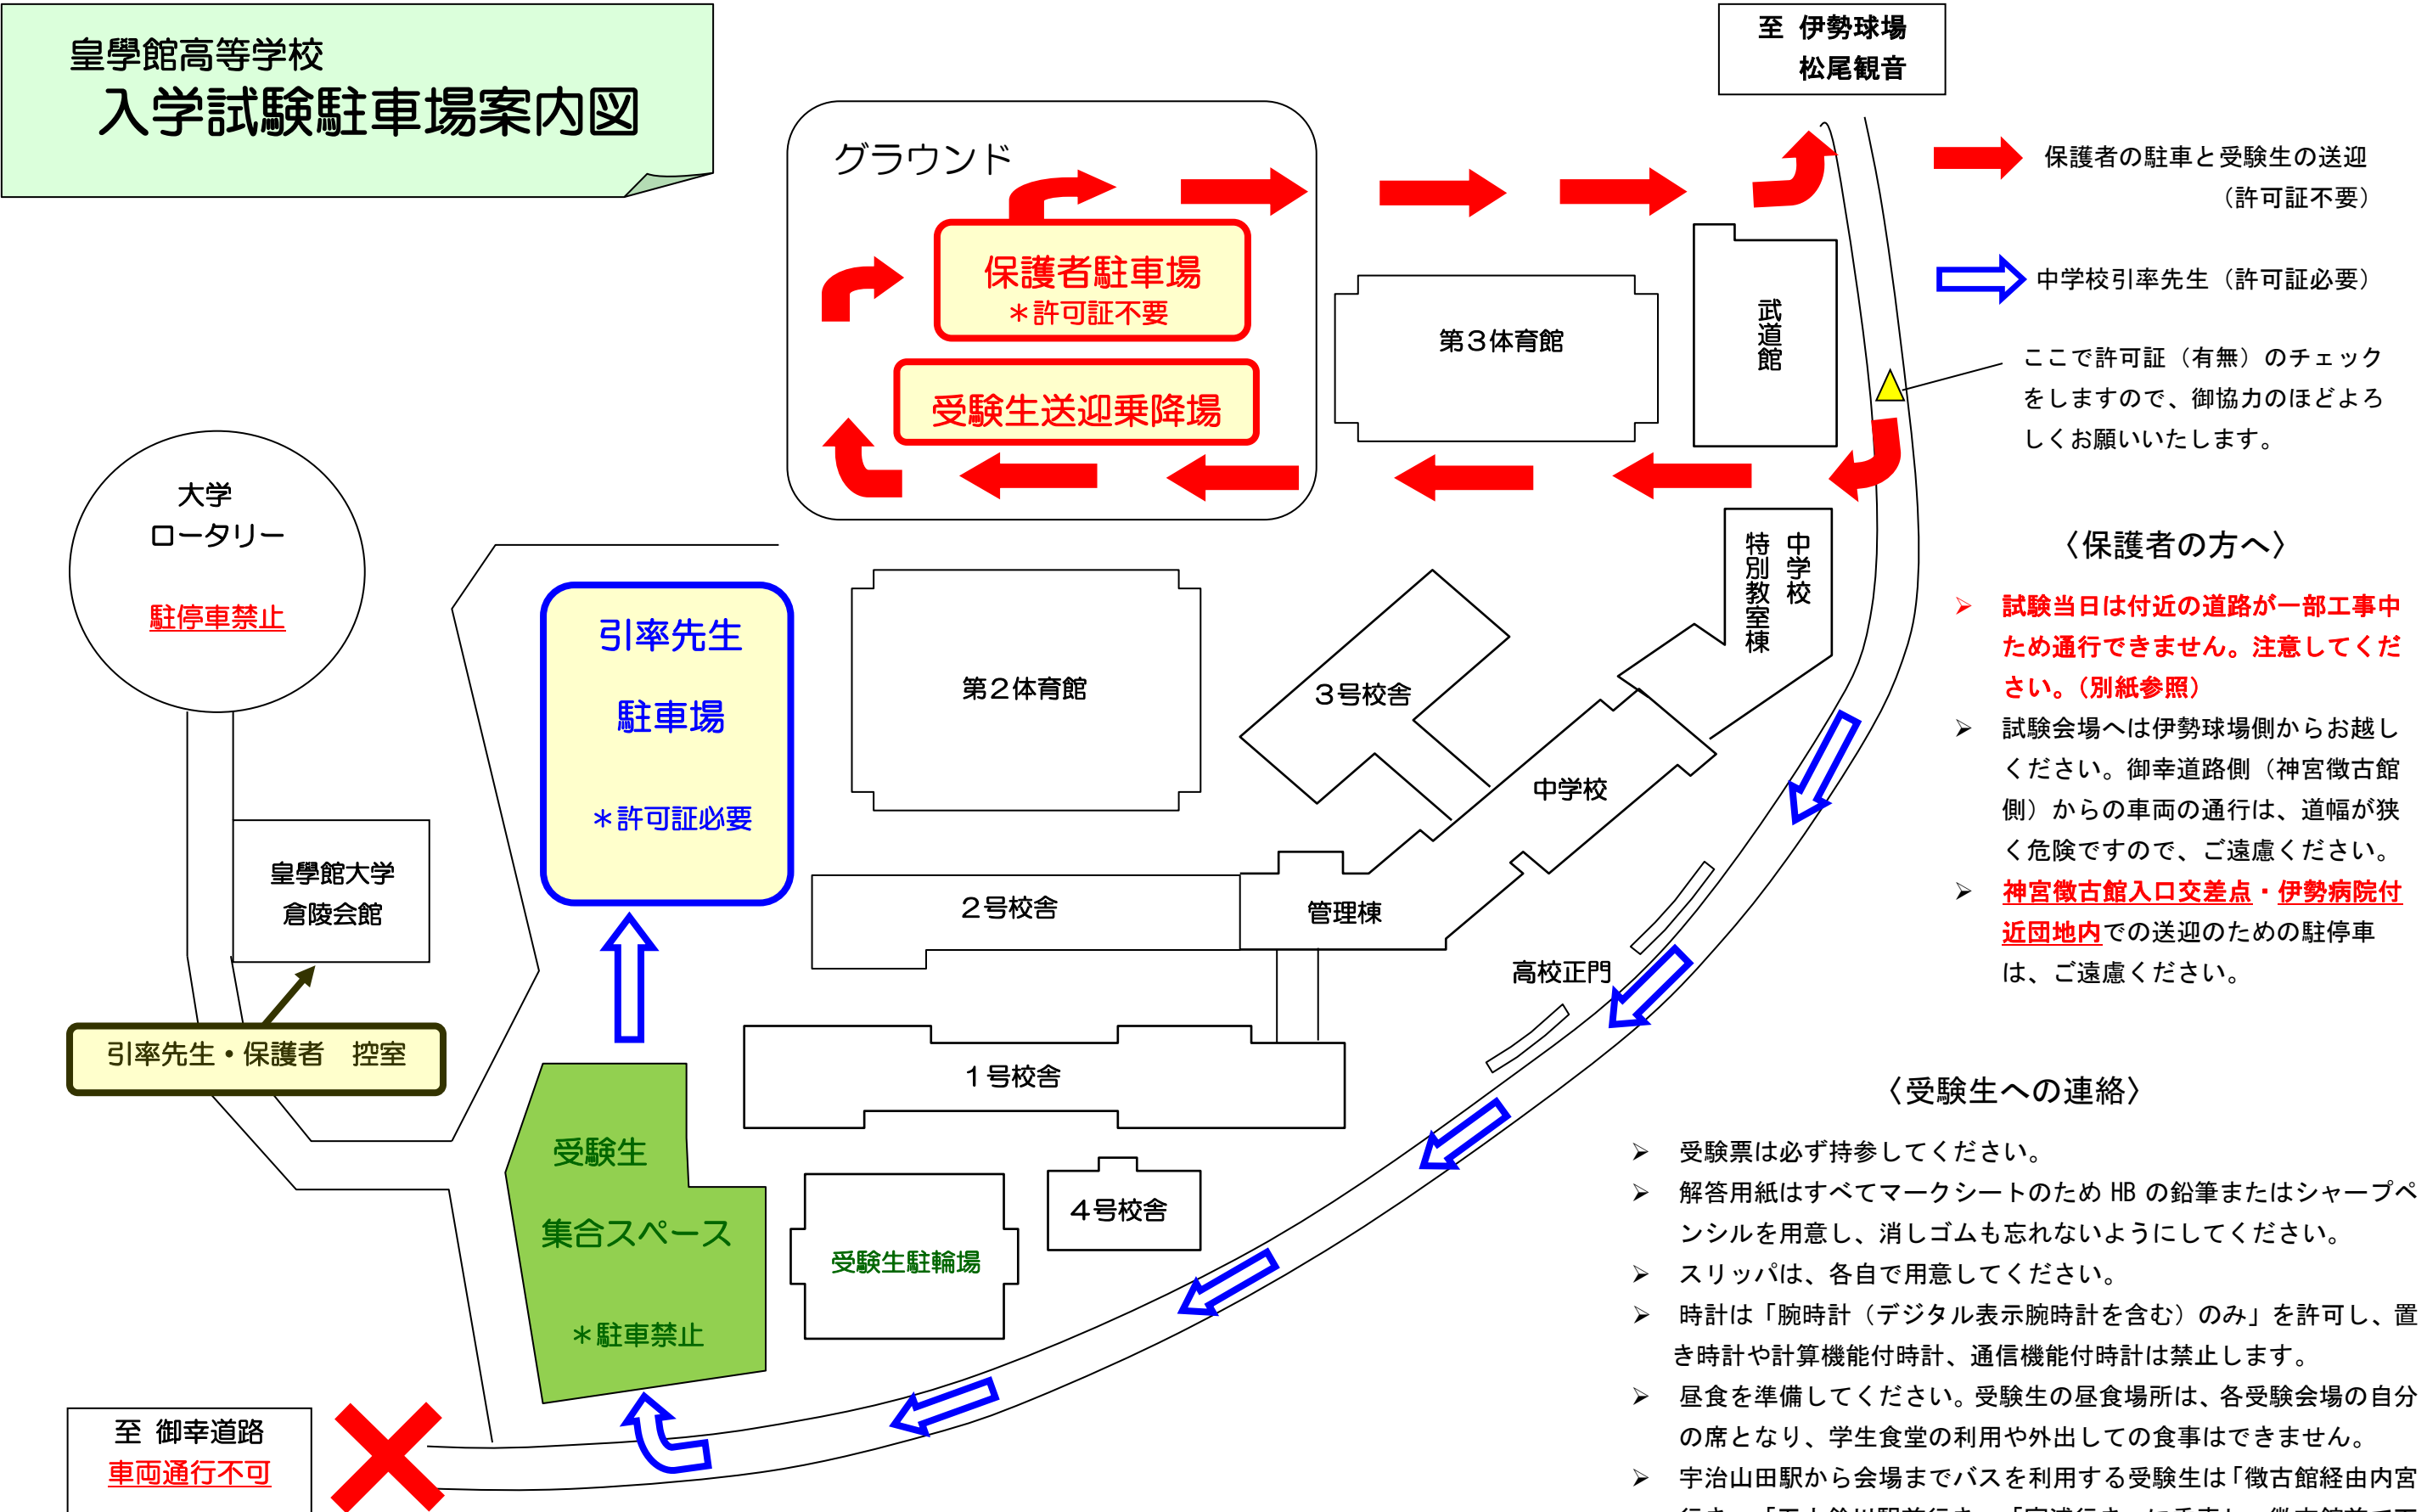 皇學館高等学校
入学試験駐車場案内図
至 伊勢球場
松尾観音
グラウンド
保護者駐車場
＊許可証不要
受験生送迎乗降場
第３体育館
武道館
保護者の駐車と受験生の送迎
（許可証不要）
中学校引率先生（許可証必要）
ここで許可証（有無）のチェック
をしますので、御協力のほどよろ
しくお願いいたします。
大学
ロータリー
駐停車禁止
引率先生
駐車場
＊許可証必要
第２体育館
３号校舎
中学校
特別教室棟
中学校
皇學館大学
倉陵会館
２号校舎
管理棟
高校正門
引率先生・保護者　控室
１号校舎
受験生
集合スペース
＊駐車禁止
受験生駐輪場
４号校舎
至 御幸道路
車両通行不可
〈保護者の方へ〉
➢ 試験当日は付近の道路が一部工事中
ため通行できません。注意してくだ
さい。（別紙参照）
➢ 試験会場へは伊勢球場側からお越し
ください。御幸道路側（神宮徴古館
側）からの車両の通行は、道幅が狭
く危険ですので、ご遠慮ください。
➢ 神宮徴古館入口交差点・伊勢病院付
近団地内での送迎のための駐停車
は、ご遠慮ください。
〈受験生への連絡〉
➢ 受験票は必ず持参してください。
➢ 解答用紙はすべてマークシートのため HB の鉛筆またはシャープペ
ンシルを用意し、消しゴムも忘れないようにしてください。
➢ スリッパは、各自で用意してください。
➢ 時計は「腕時計（デジタル表示腕時計を含む）のみ」を許可し、置
き時計や計算機能付時計、通信機能付時計は禁止します。
➢ 昼食を準備してください。受験生の昼食場所は、各受験会場の自分
の席となり、学生食堂の利用や外出しての食事はできません。
➢ 宇治山田駅から会場までバスを利用する受験生は「徴古館経由内宮